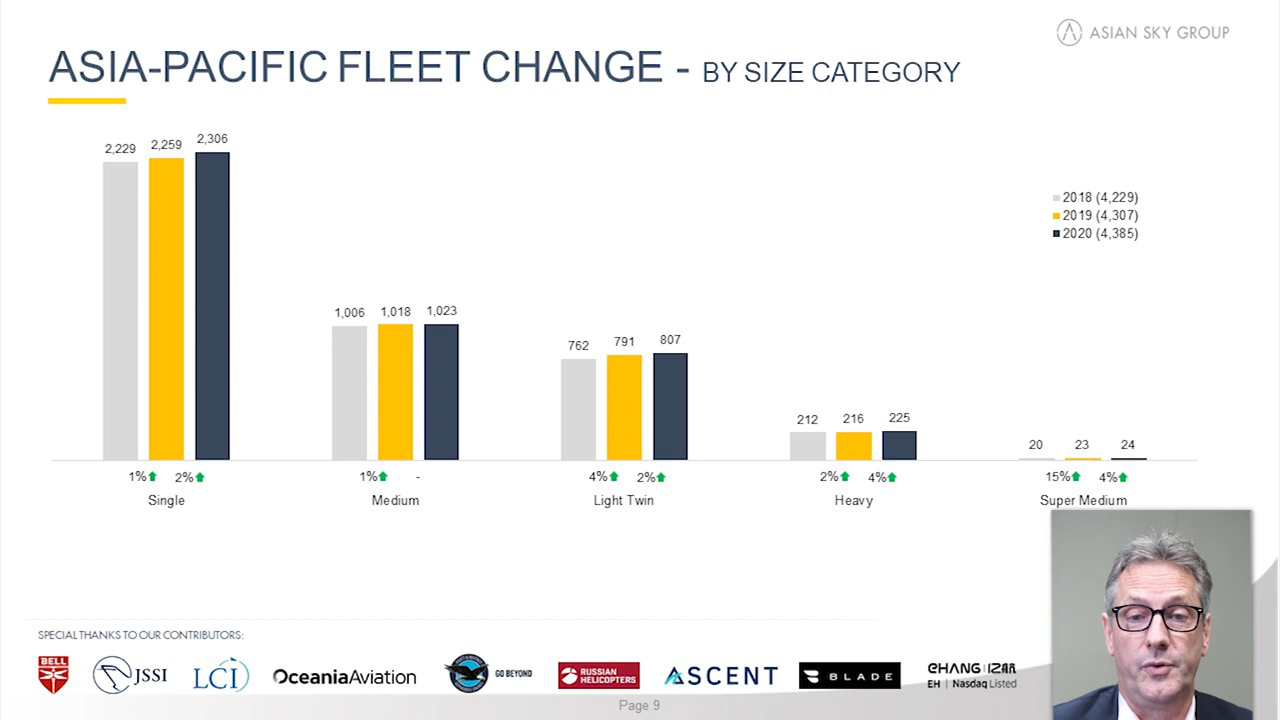 ASIAN SKY GROUP
ASIA-PACIFIC FLEET CHANGE - BY SIZE CATEGORY
2,229 2,259 2,306
1,006 1,018 1,023
762 791 807
212 216 225
20 23 24
2018 (4,229)
2019 (4,307)
2020 (4,385)
1% 2% 1% - 4% 2% 2% 4% 15% 4%
Single Medium Light Twin Heavy Super Medium
SPECIAL THANKS TO OUR CONTRIBUTORS:
BELL JSSI LCI OceaniaAviation GO BEYOND RUSSIAN HELICOPTERS ASCENT BLADE EHANG|亿航
EH | Nasdaq Listed
Page 9